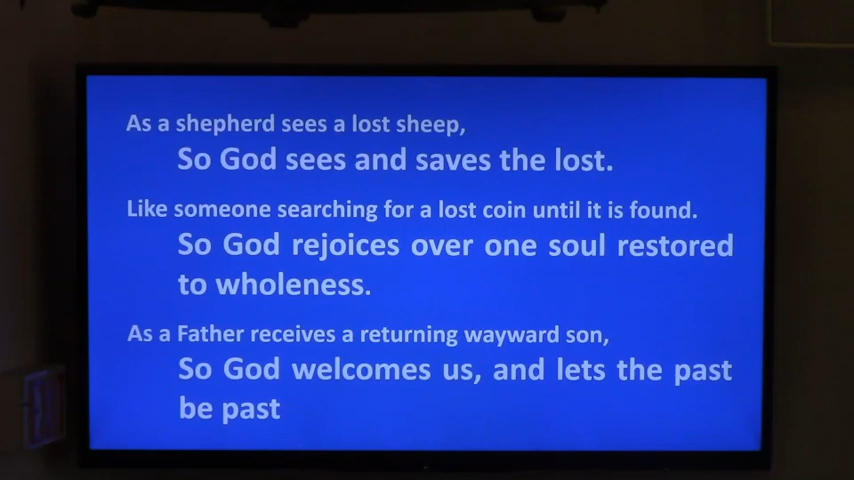 As a shepherd sees a lost sheep,
So God sees and saves the lost.
Like someone searching for a lost coin until it is found.
So God rejoices over one soul restored
to wholeness.
As a Father receives a returning wayward son,
So God welcomes us, and lets the past
be past